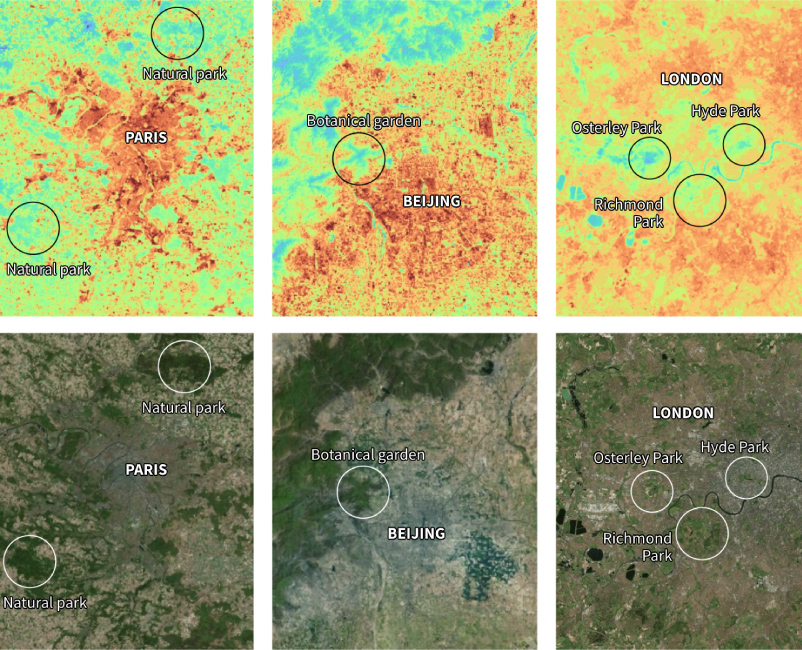 Natural park
PARIS
Natural park
Botanical garden
BEIJING
LONDON
Hyde Park
Osterley Park
Richmond
Park
Natural park
PARIS
Natural park
Botanical garden
BEIJING
LONDON
Hyde Park
Osterley Park
Richmond
Park